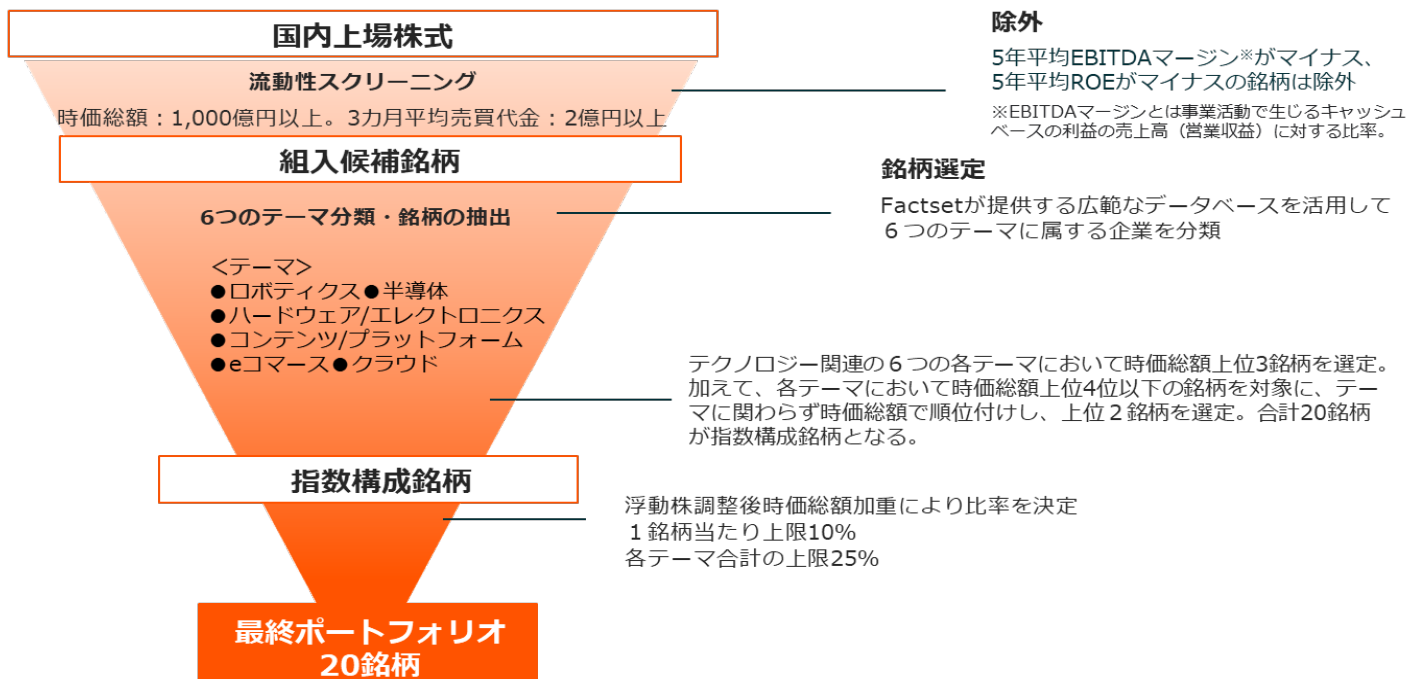 国内上場株式
流動性スクリーニング
時価総額：1,000億円以上。3カ月平均売買代金：2億円以上
除外
5年平均EBITDAマージン※がマイナス、
5年平均ROEがマイナスの銘柄は除外
※EBITDAマージンとは事業活動で生じるキャッシュ
ベースの利益の売上高（営業収益）に対する比率。
組入候補銘柄
6つのテーマ分類・銘柄の抽出
＜テーマ＞
●ロボティクス●半導体
●ハードウェア/エレクトロニクス
●コンテンツ/プラットフォーム
●eコマース●クラウド
銘柄選定
Factsetが提供する広範なデータベースを活用して
６つのテーマに属する企業を分類
テクノロジー関連の６つの各テーマにおいて時価総額上位3銘柄を選定。
加えて、各テーマにおいて時価総額上位4位以下の銘柄を対象に、テー
マに関わらず時価総額で順位付けし、上位２銘柄を選定。合計20銘柄
が指数構成銘柄となる。
指数構成銘柄
浮動株調整後時価総額加重により比率を決定
１銘柄当たり上限10%
各テーマ合計の上限25%
最終ポートフォリオ
20銘柄